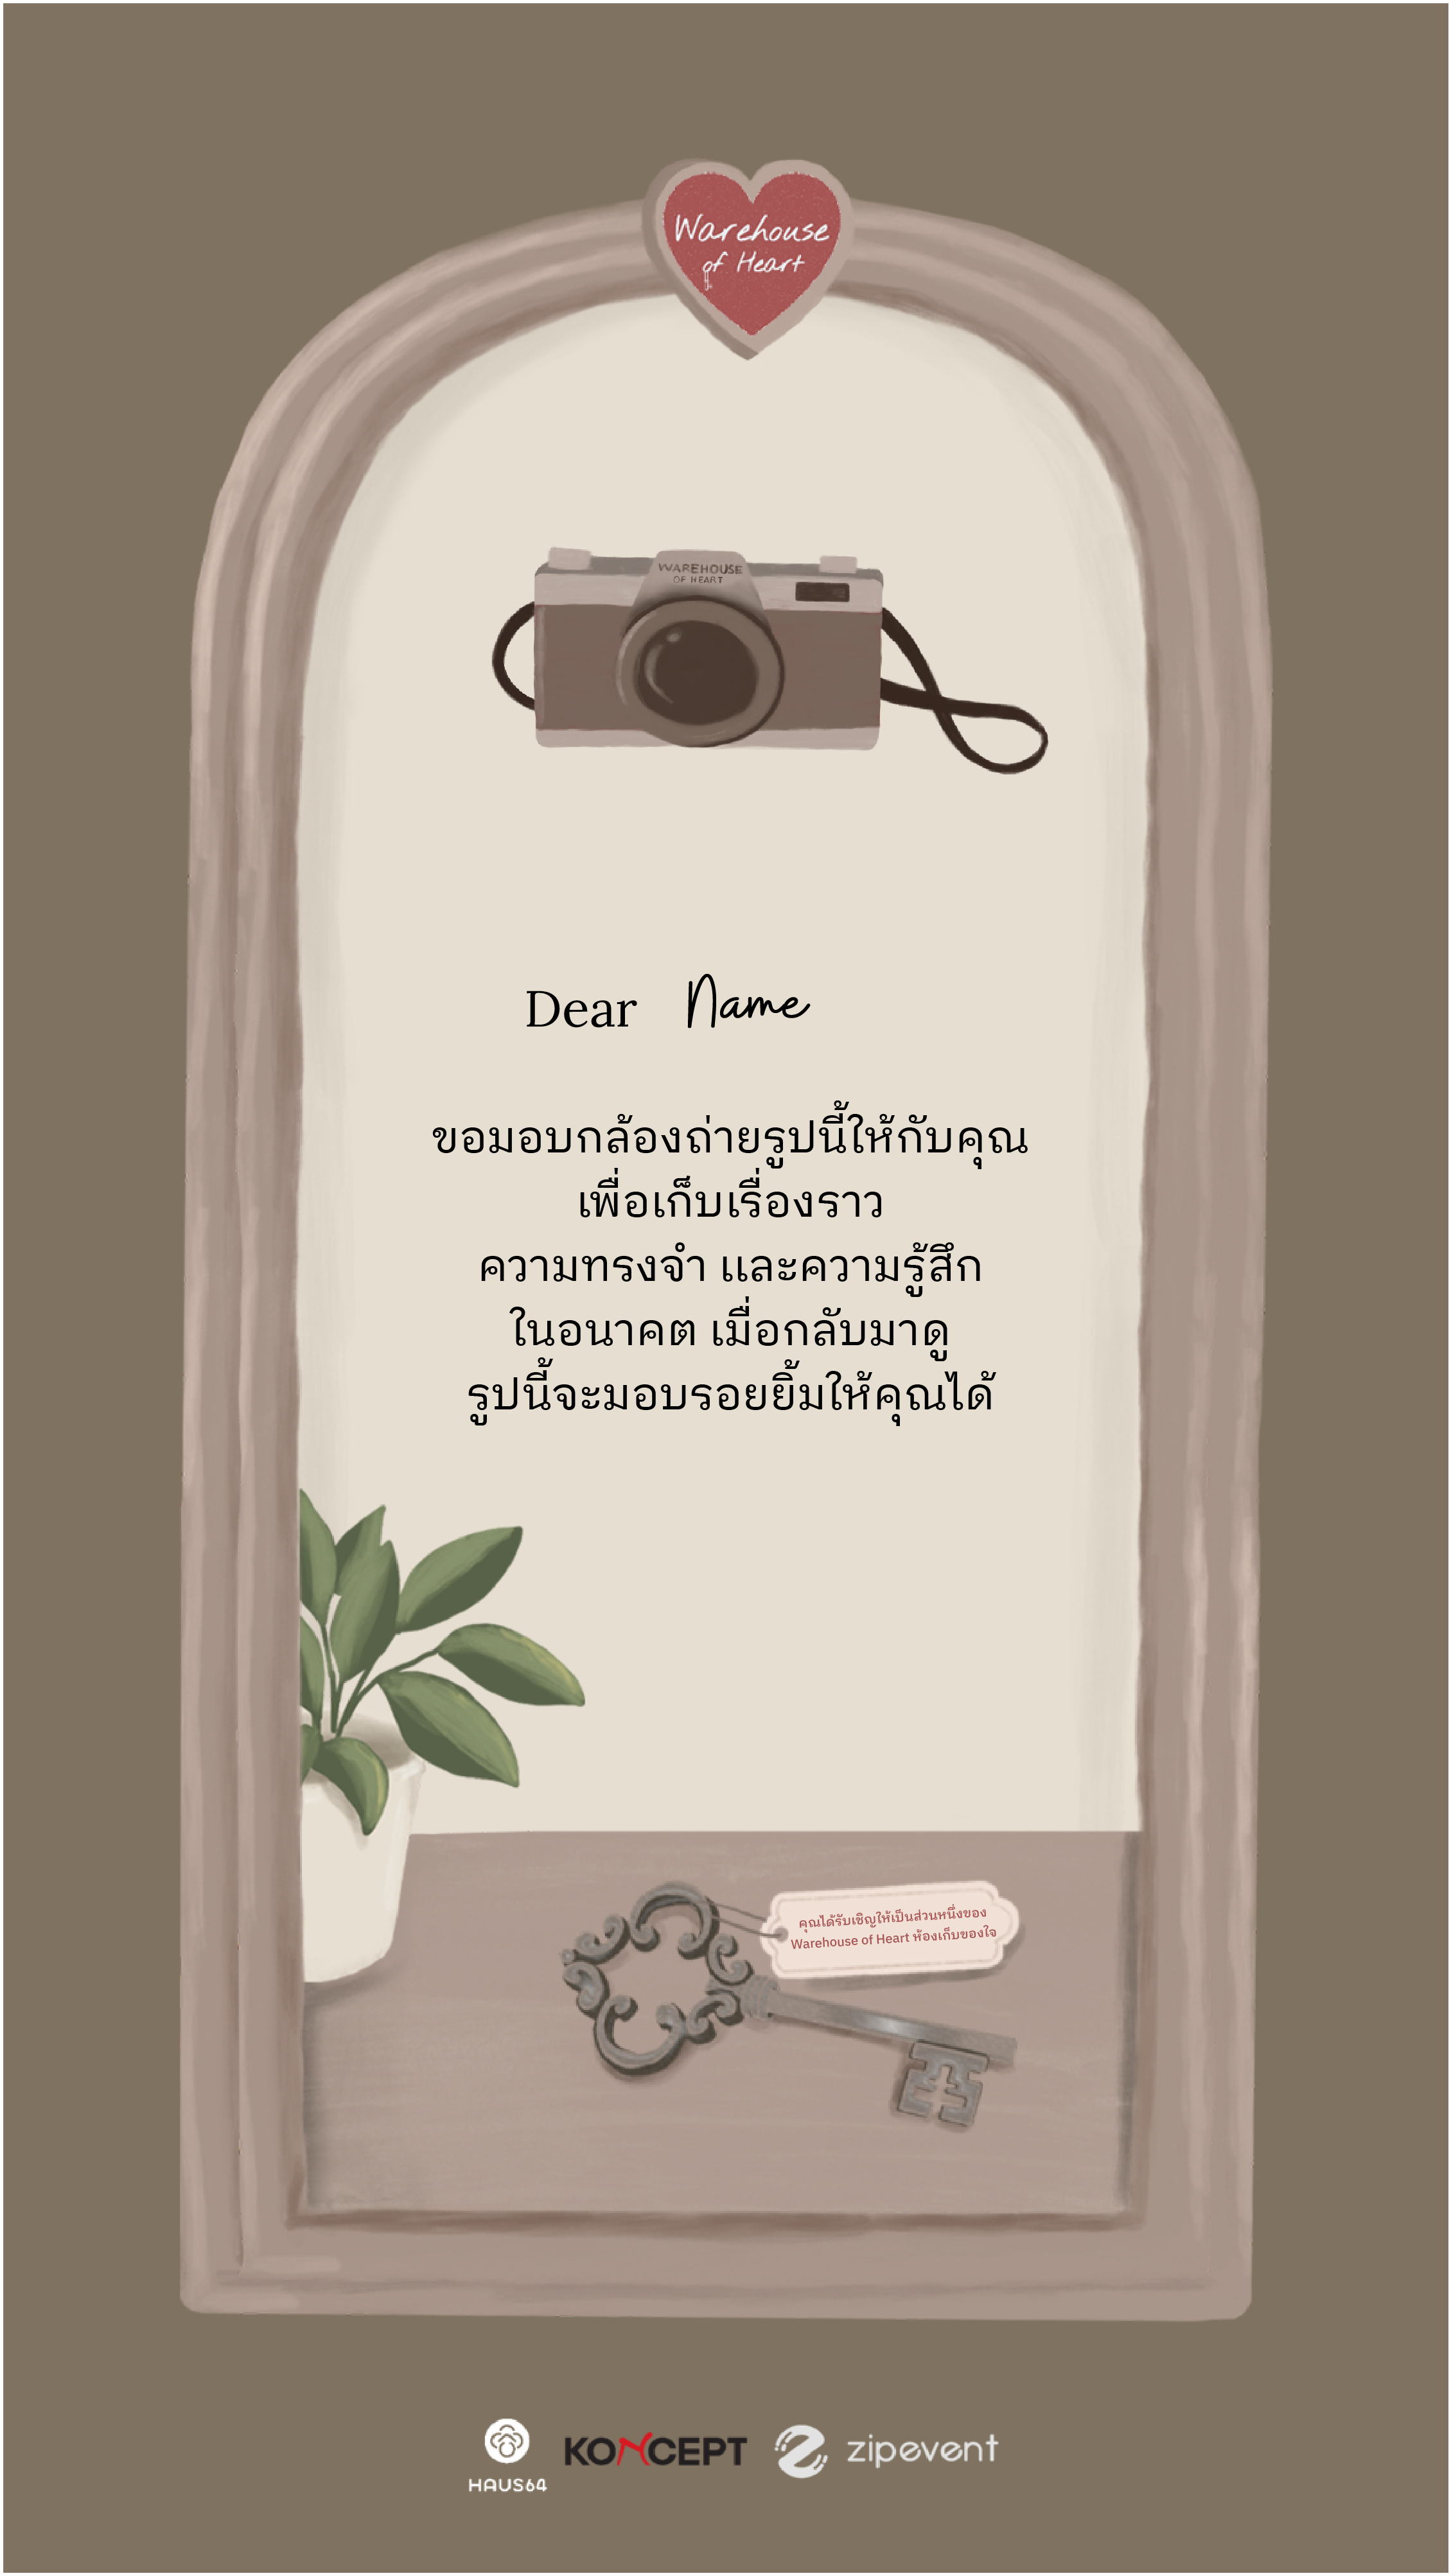 Warehouse
of Heart
WAREHOUSE
OF HEART
Dear Name
ขอมอบกล้องถ่ายรูปนี้ให้กับคุณ
เพื่อเก็บเรื่องราว
ความทรงจำ และความรู้สึก
ในอนาคต เมื่อกลับมาดู
รูปนี้จะมอบรอยยิ้มให้คุณได้
คุณได้รับเชิญให้เป็นส่วนหนึ่งของ
Warehouse of Heart ห้องเก็บของใจ
HAUS64
KONCEPT
zipevent